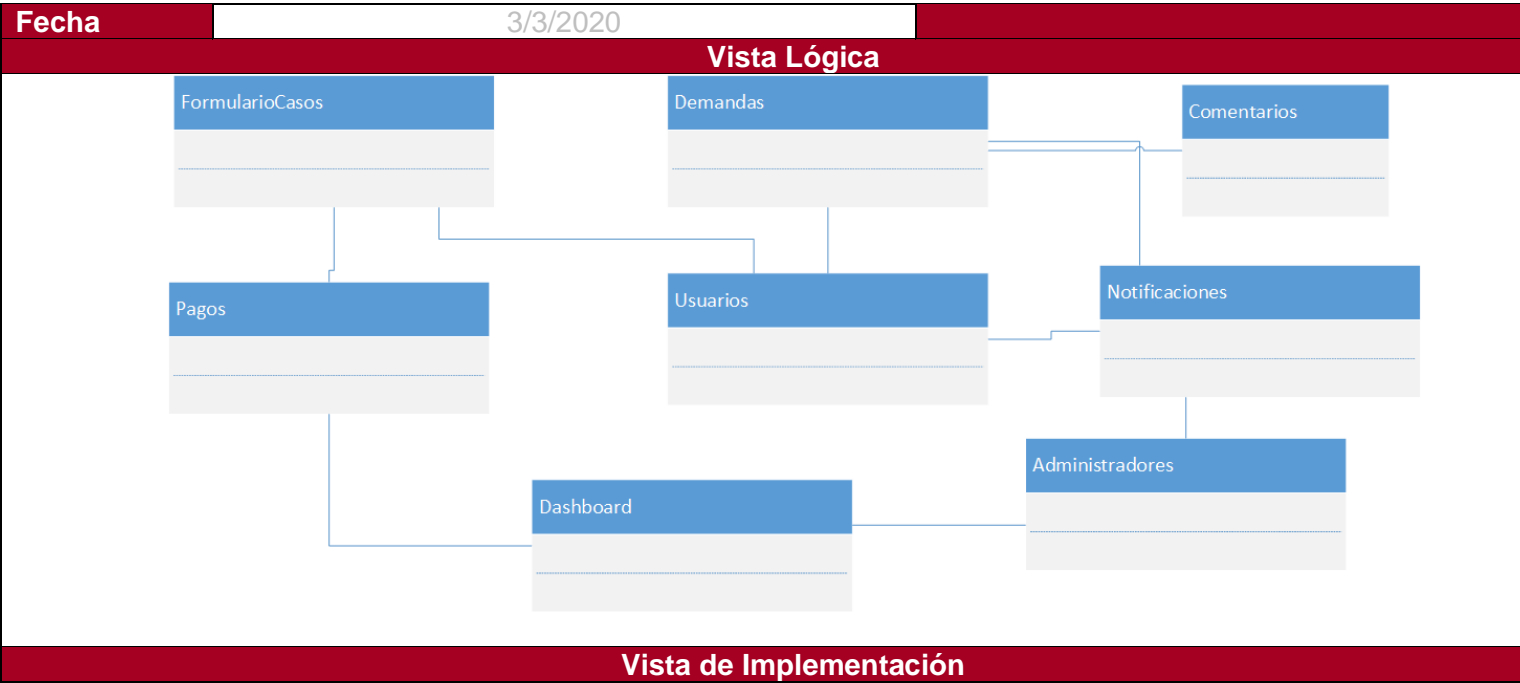 Fecha 3/3/2020
Vista Lógica
FormularioCasos
Demandas
Comentarios
Pagos
Usuarios
Notificaciones
Administradores
Dashboard
Vista de Implementación